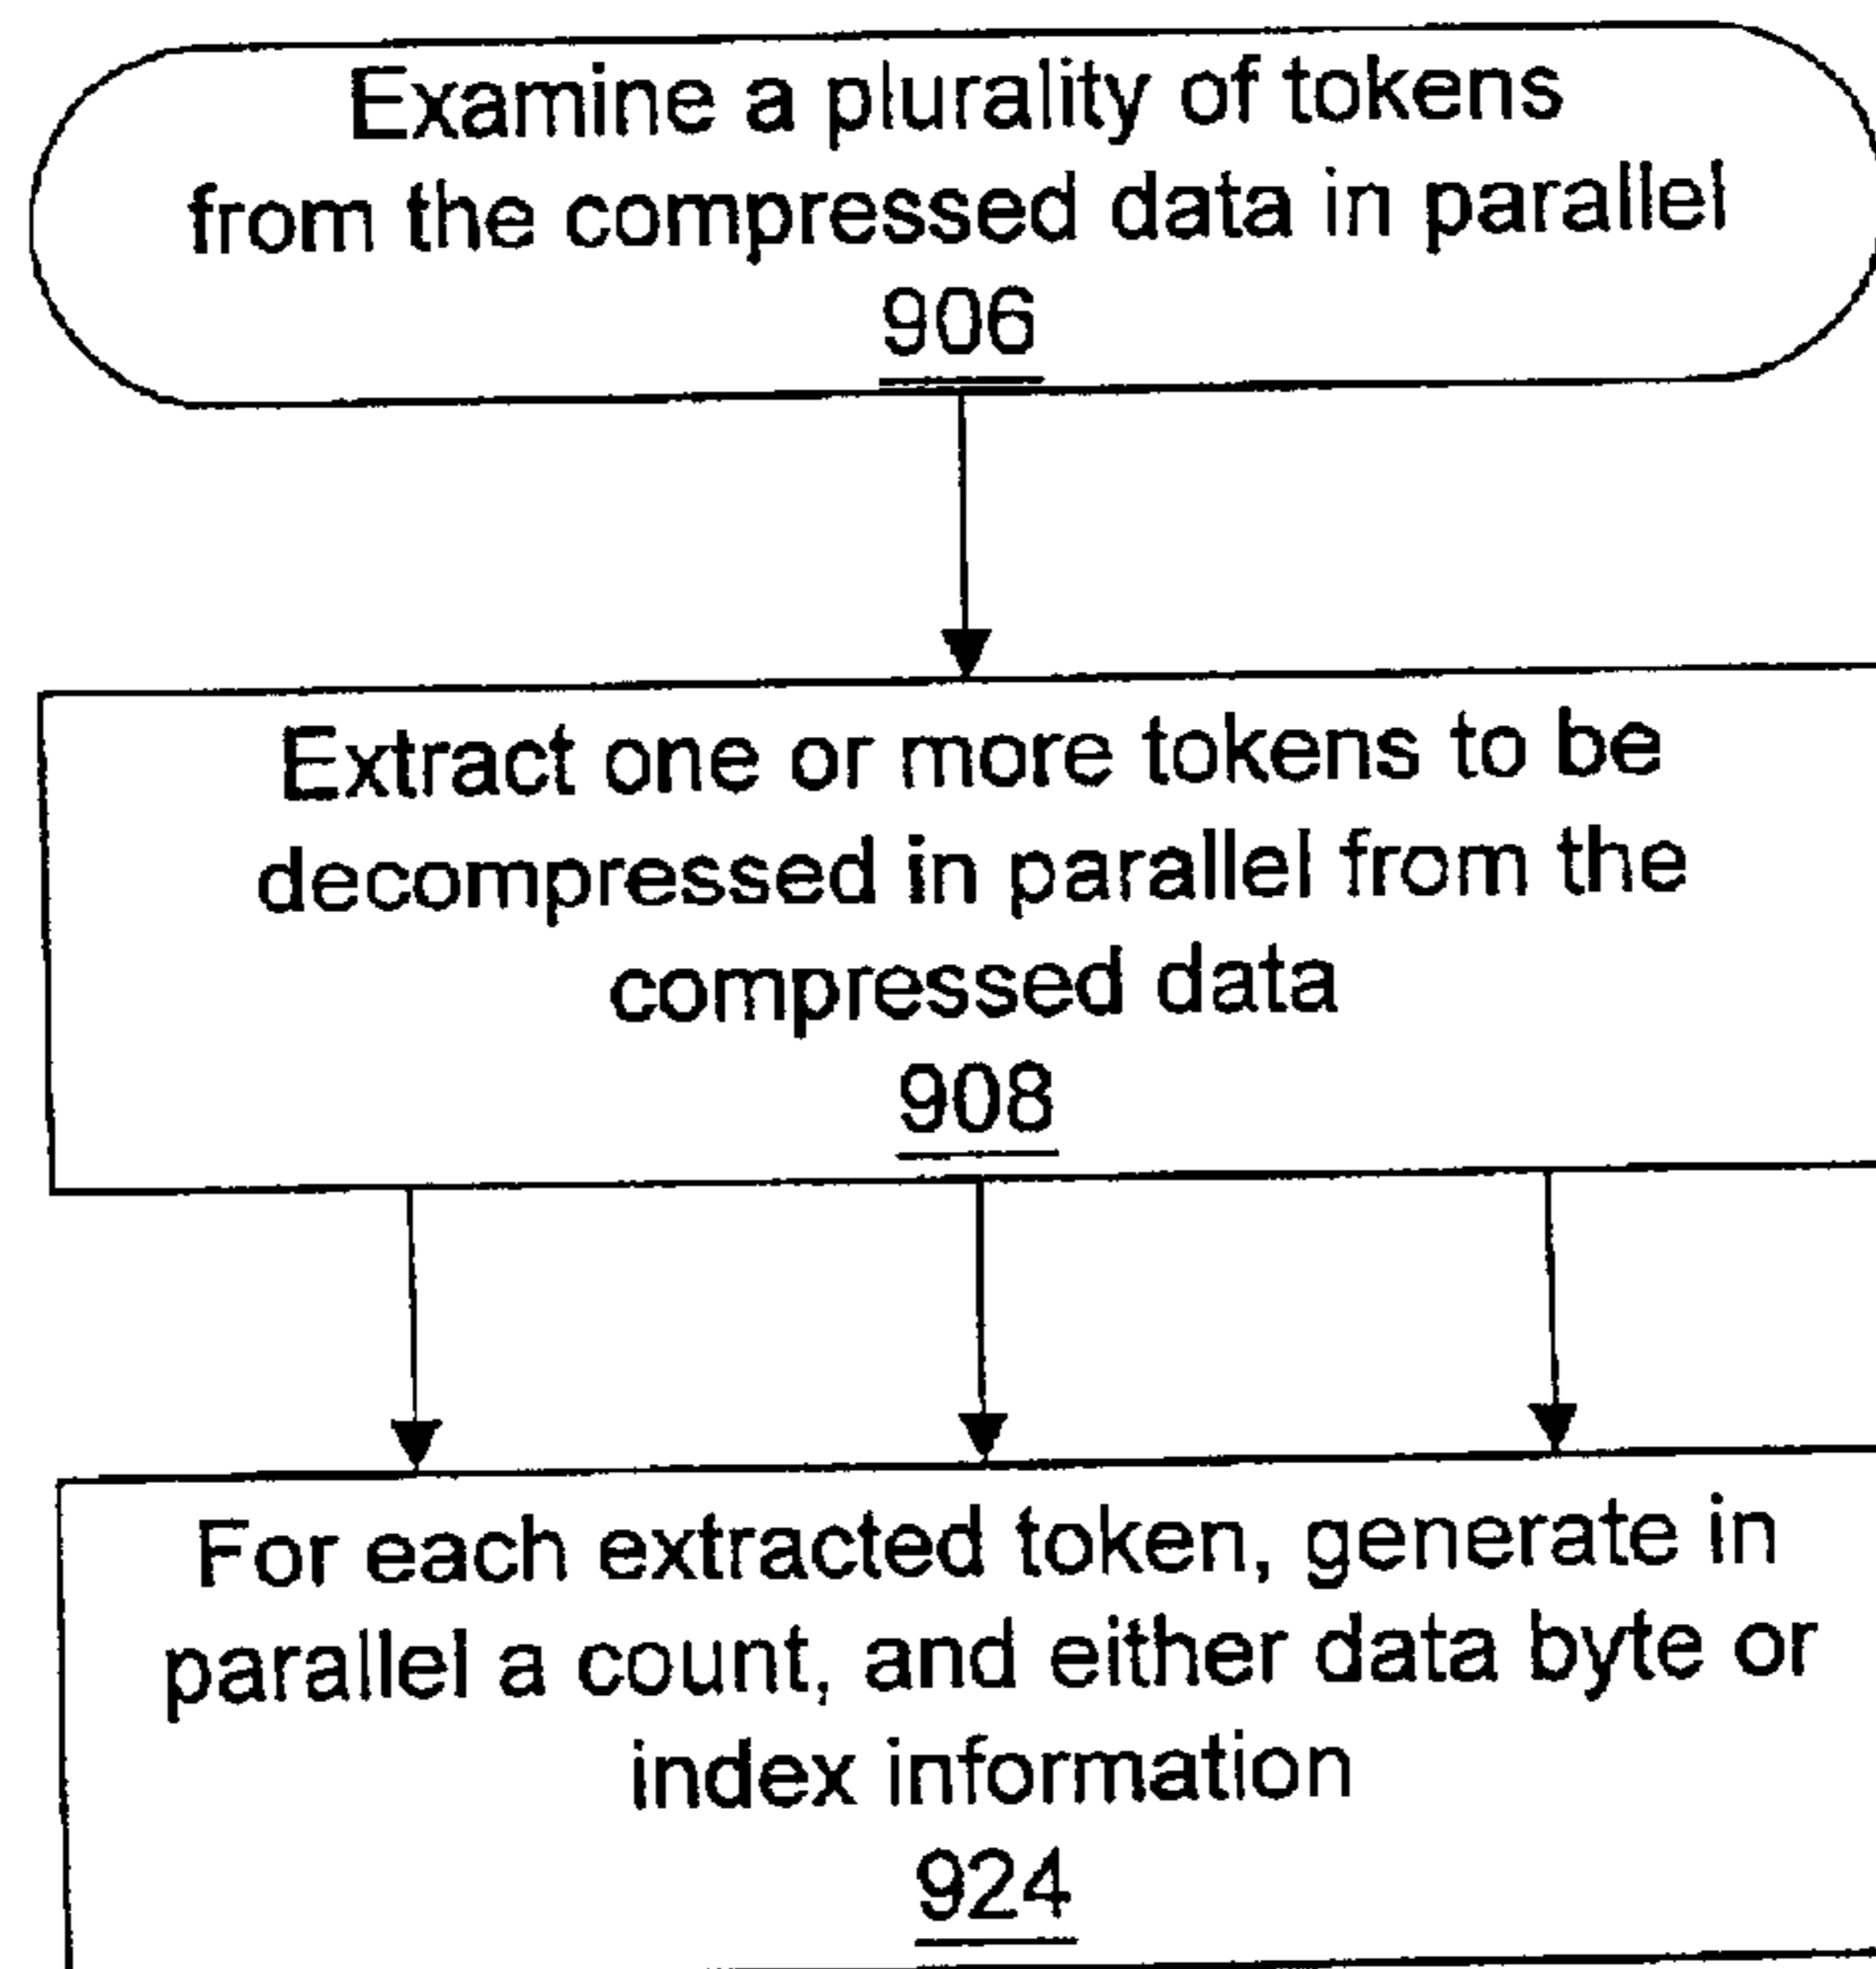 Examine a plurality of tokens
from the compressed data in parallel
906
Extract one or more tokens to be
decompressed in parallel from the
compressed data
908
For each extracted token, generate in
parallel a count, and either data byte or
index information
924